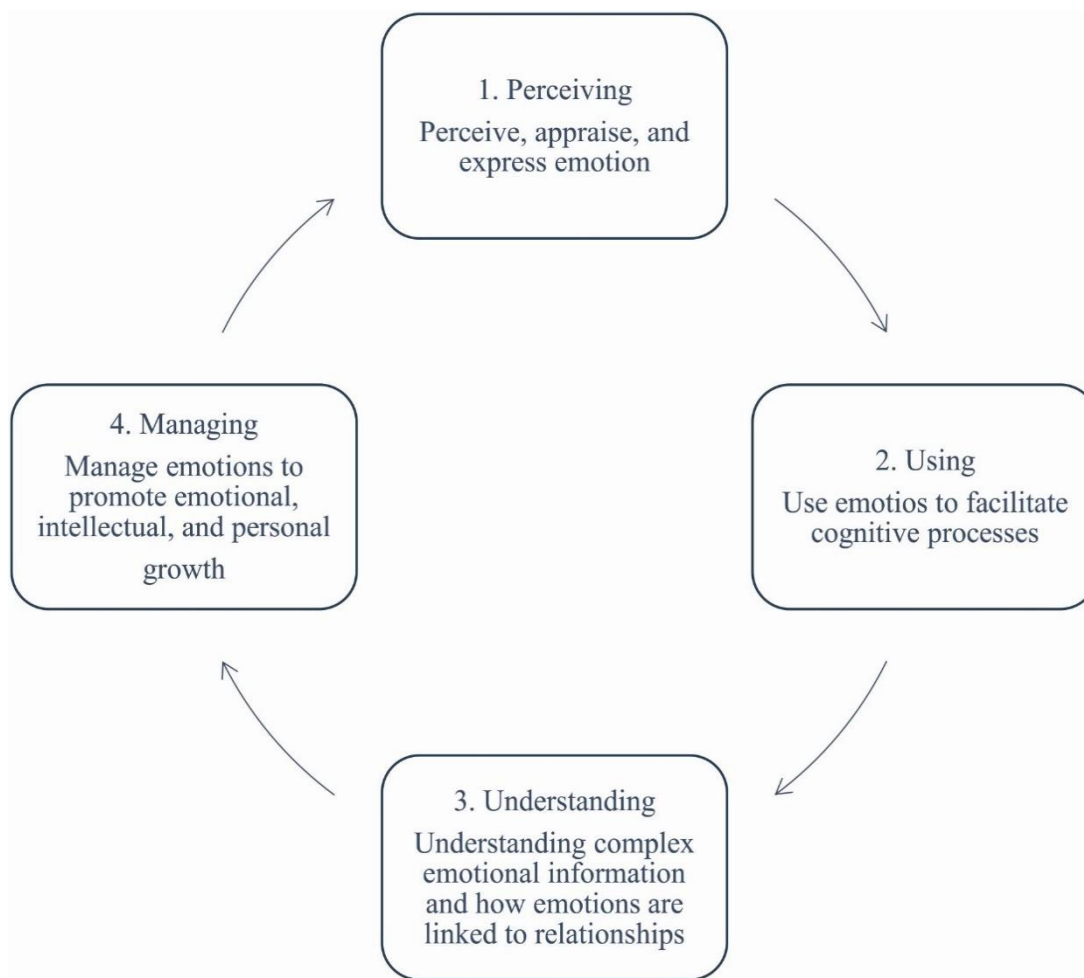 1. Perceiving
Perceive, appraise, and
express emotion
2. Using
Use emotios to facilitate
cognitive processes
3. Understanding
Understanding complex
emotional information
and how emotions are
linked to relationships
4. Managing
Manage emotions to
promote emotional,
intellectual, and personal
growth